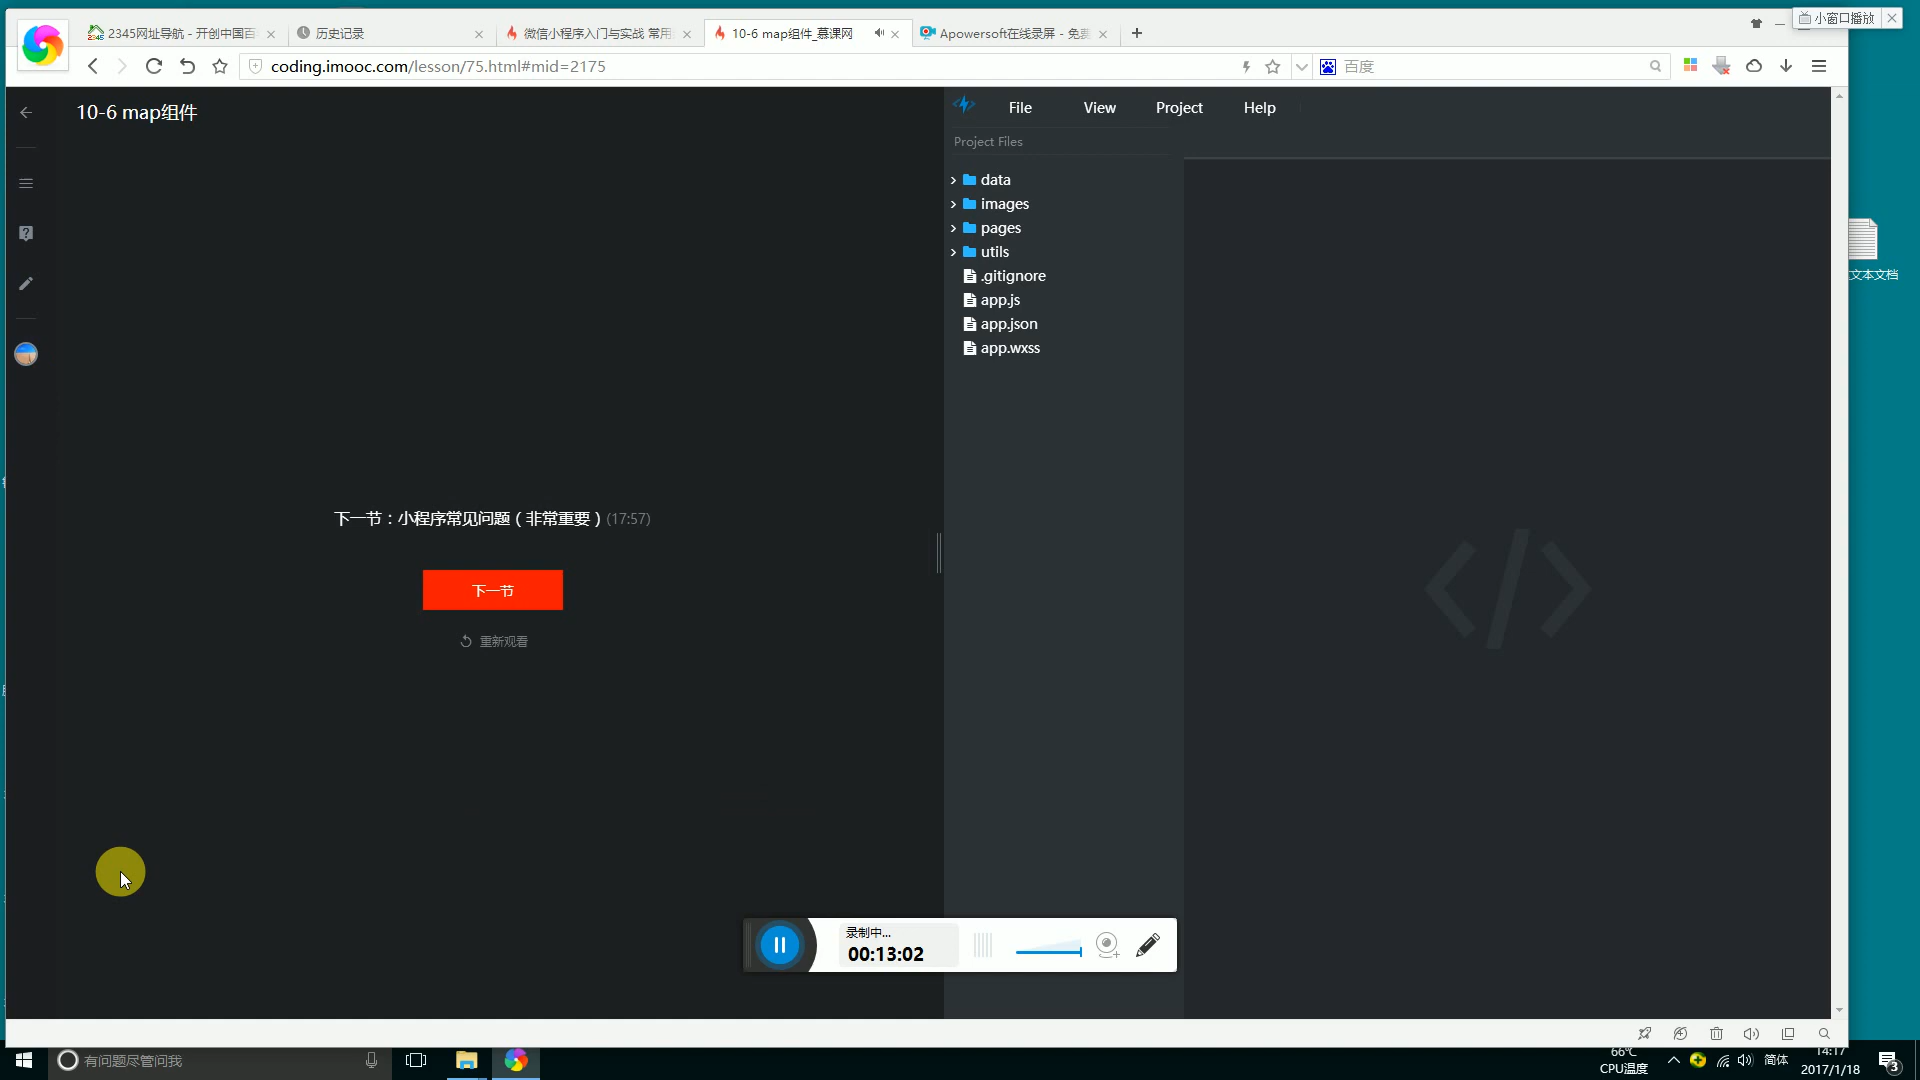 小窗口播放
2345网址导航 - 开创中国百
历史记录
微信小程序入门与实战 常用
10-6 map组件_慕课网
Apowersoft在线录屏 - 免费
coding.imooc.com/lesson/75.html#mid=2175
百度
10-6 map组件
File
View
Project
Help
Project Files
data
images
pages
utils
.gitignore
app.js
app.json
app.wxss
文本文档
下一节：小程序常见问题（非常重要）(17:57)
下一节
重新观看
录制中...
00:13:02
有问题尽管问我
66℃
CPU温度
简体
14:17
2017/1/18
3